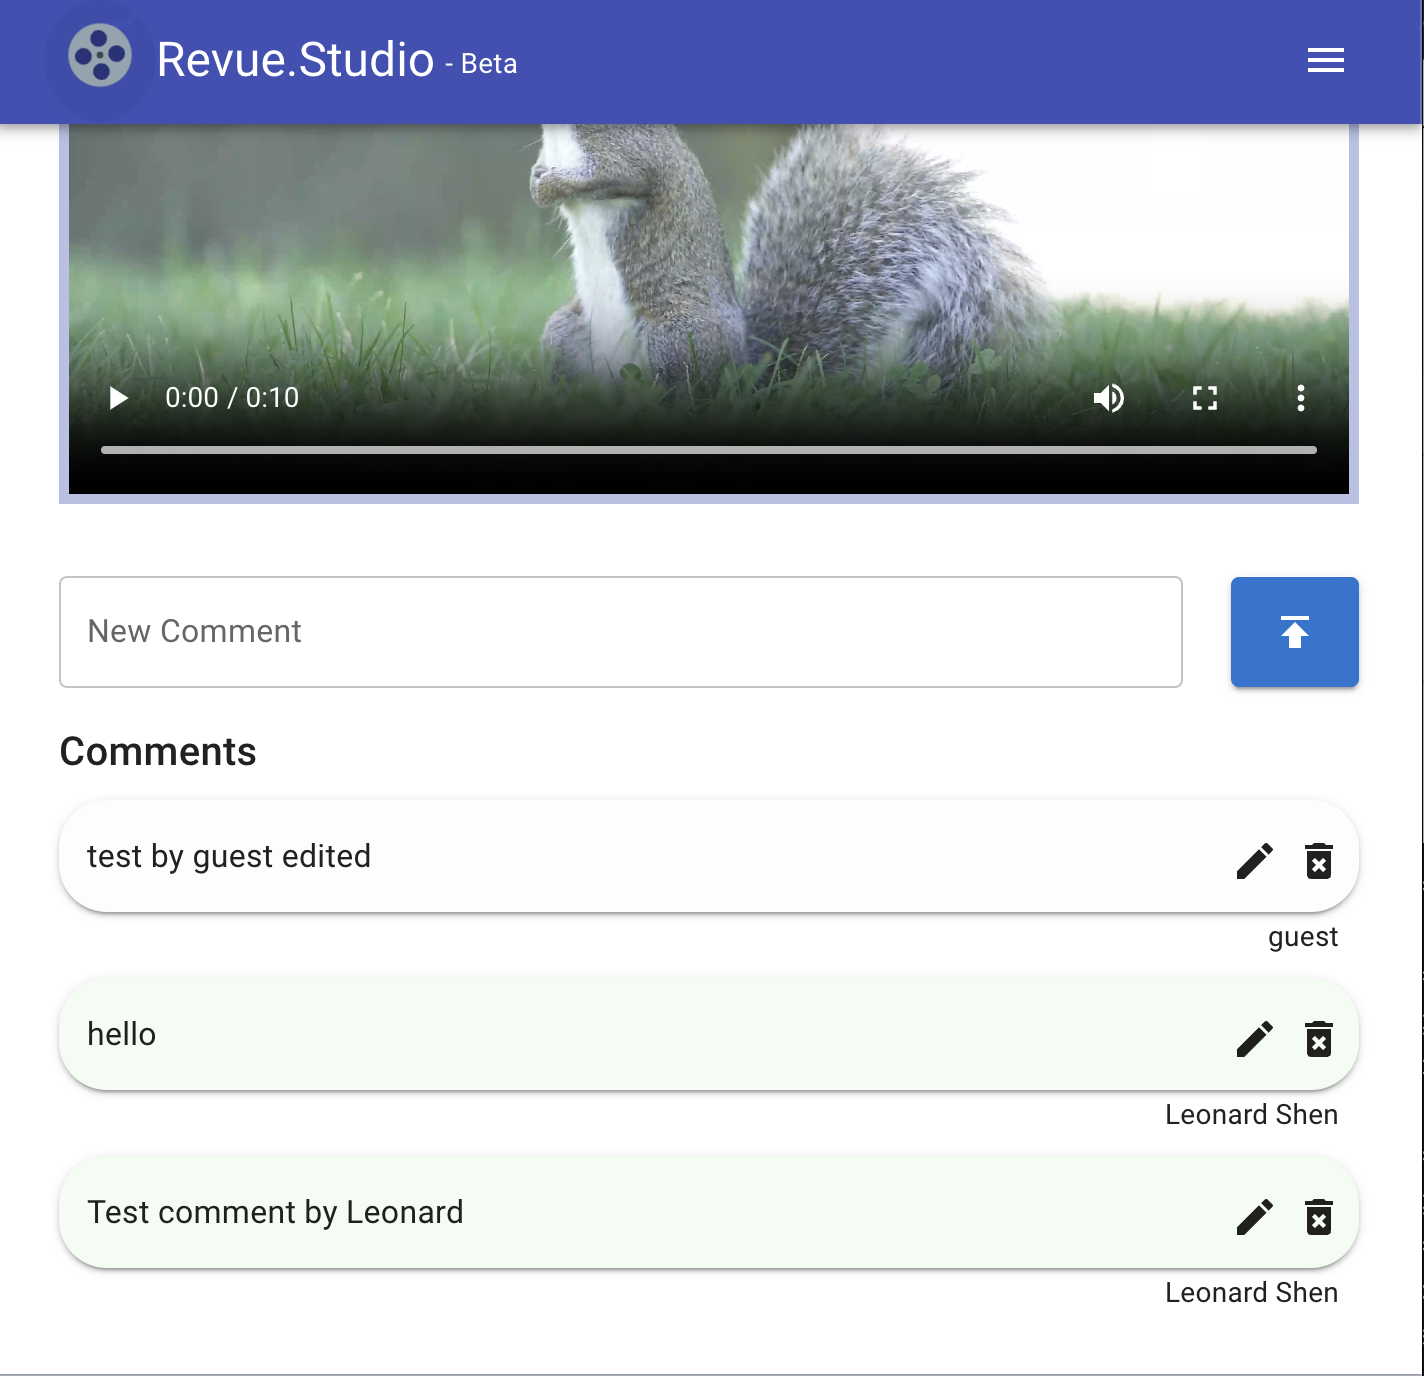 Revue.Studio - Beta
0:00 / 0:10
New Comment
Comments
test by guest edited
guest
hello
Leonard Shen
Test comment by Leonard
Leonard Shen